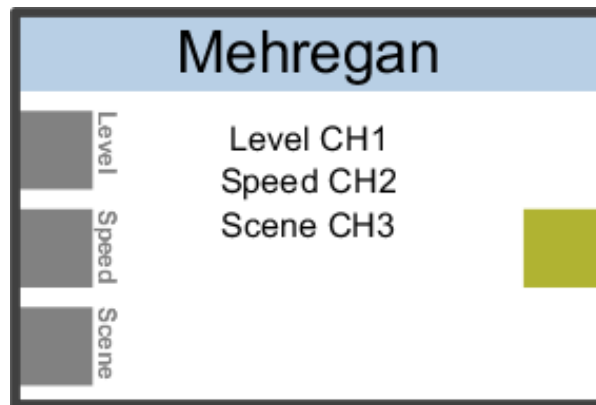 Mehregan
Level
Level CH1
Speed CH2
Speed
Scene CH3
Scene